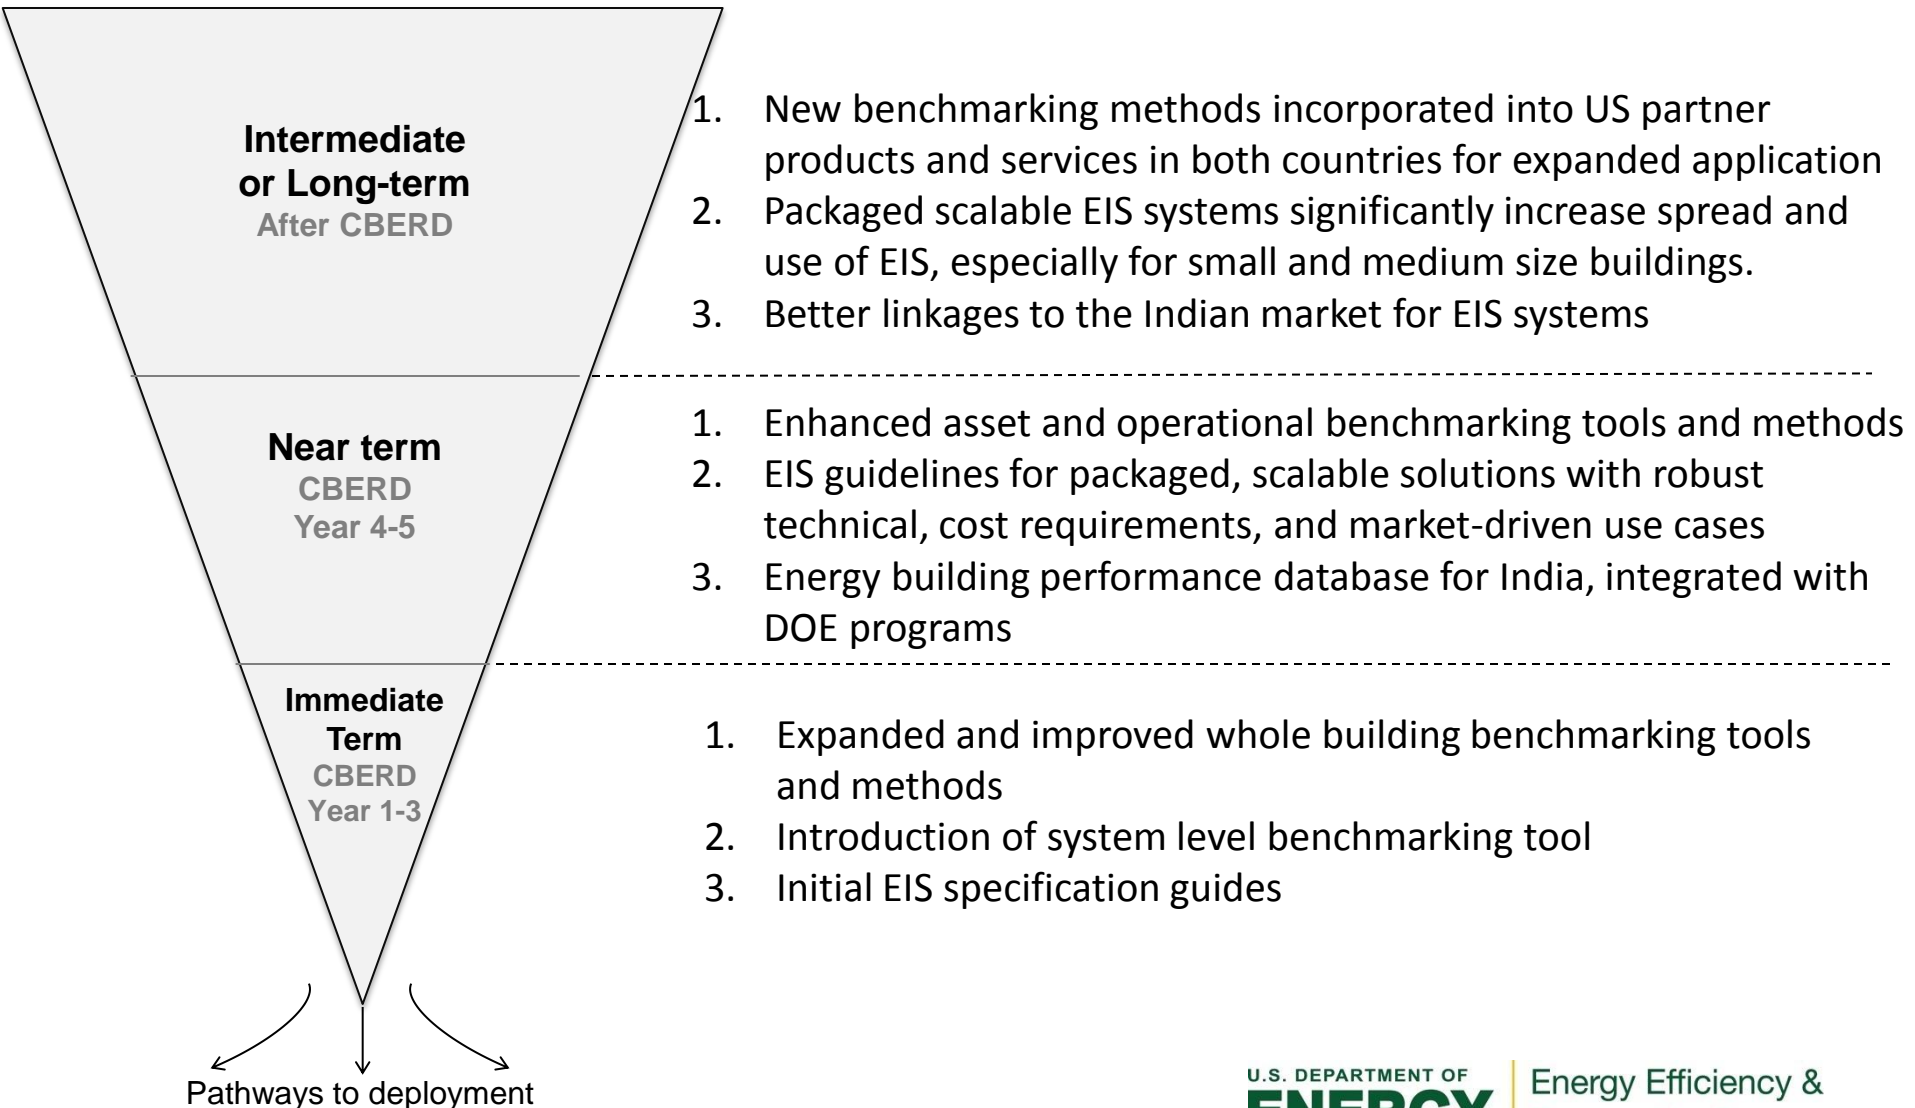 Intermediate
or Long-term
After CBERD
1. New benchmarking methods incorporated into US partner
products and services in both countries for expanded application
2. Packaged scalable EIS systems significantly increase spread and
use of EIS, especially for small and medium size buildings.
3. Better linkages to the Indian market for EIS systems
Near term
CBERD
Year 4-5
1. Enhanced asset and operational benchmarking tools and methods
2. EIS guidelines for packaged, scalable solutions with robust
technical, cost requirements, and market-driven use cases
3. Energy building performance database for India, integrated with
DOE programs
Immediate
Term
CBERD
Year 1-3
1. Expanded and improved whole building benchmarking tools
and methods
2. Introduction of system level benchmarking tool
3. Initial EIS specification guides
Pathways to deployment
U.S. DEPARTMENT OF
ENERGY
Energy Efficiency &